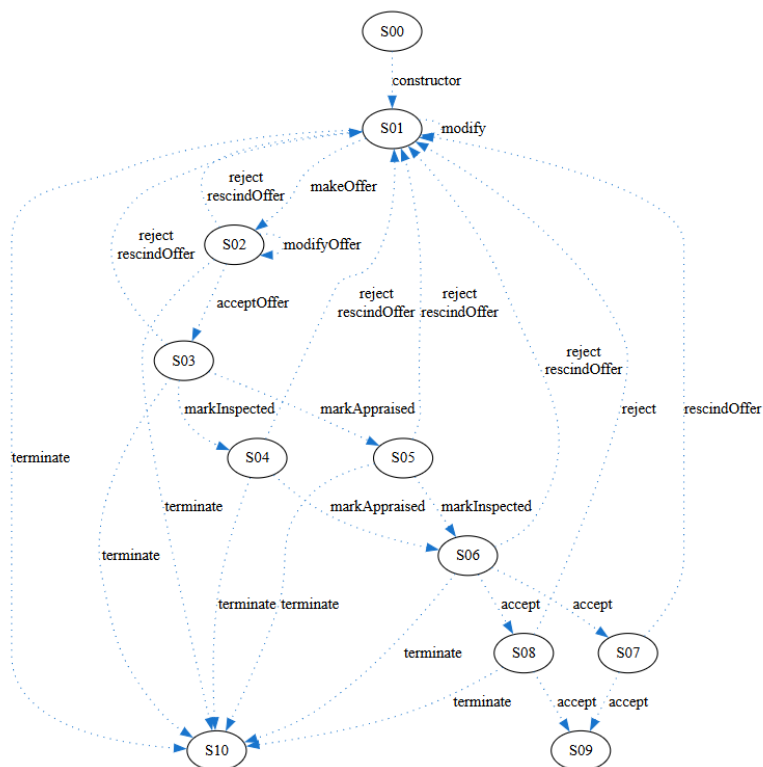 S00
constructor
S01
modify
reject
rescindOffer
makeOffer
reject
rescindOffer
S02
modifyOffer
acceptOffer
reject
rescindOffer
reject
rescindOffer
S03
reject
rescindOffer
markInspected
markAppraised
reject
rescindOffer
terminate
S04
S05
terminate
markAppraised
markInspected
terminate
S06
terminate
terminate
accept
accept
terminate
S08
S07
terminate
accept
accept
S10
S09